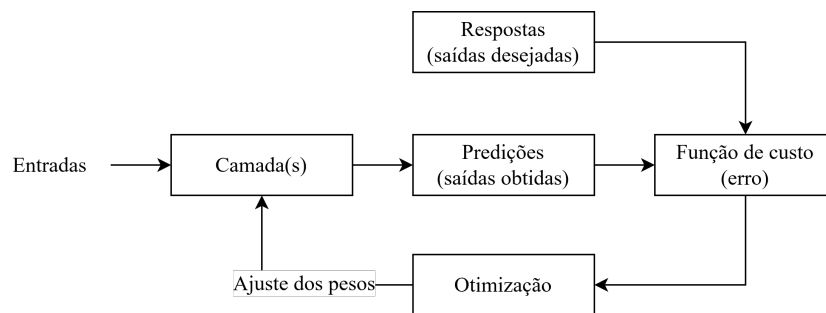 Respostas
(saídas desejadas)
Entradas
Camada(s)
Predições
(saídas obtidas)
Função de custo
(erro)
Ajuste dos pesos
Otimização